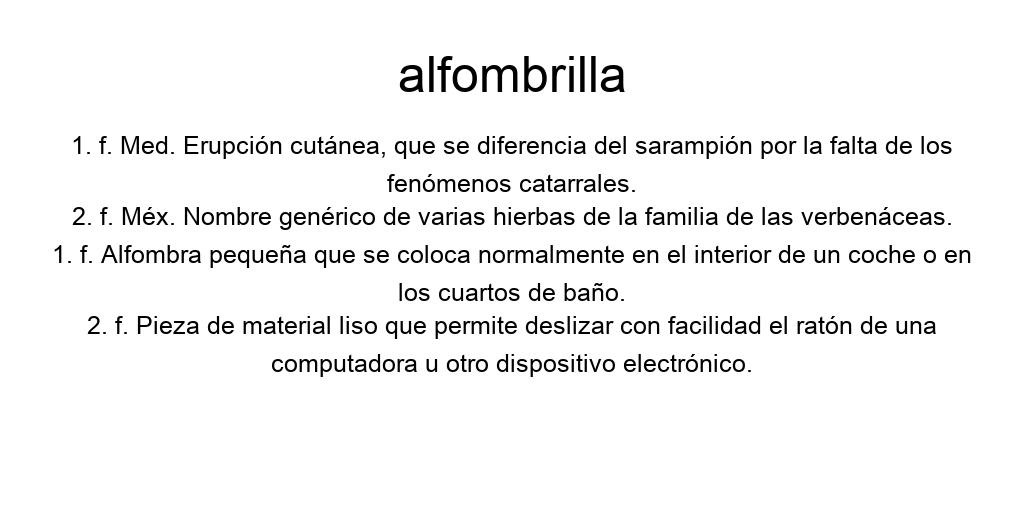 alfombrilla
1. f. Med. Erupción cutánea, que se diferencia del sarampión por la falta de los
fenómenos catarrales.
2. f. Méx. Nombre genérico de varias hierbas de la familia de las verbenáceas.
1. f. Alfombra pequeña que se coloca normalmente en el interior de un coche o en
los cuartos de baño.
2. f. Pieza de material liso que permite deslizar con facilidad el ratón de una
computadora u otro dispositivo electrónico.